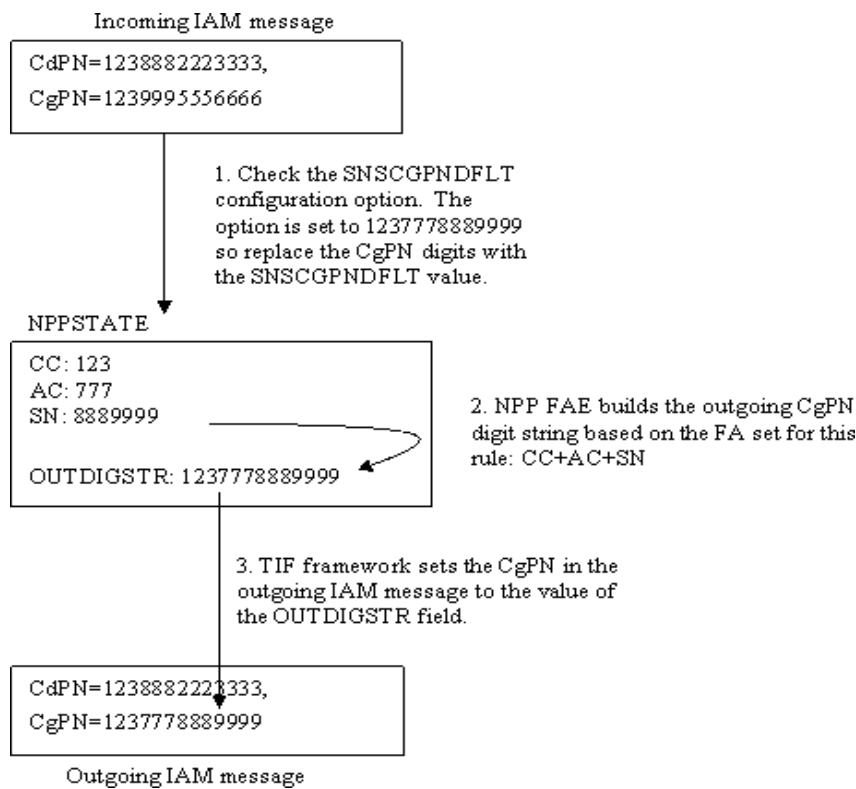 Incoming IAM message
CdPN=1238882223333,
CgPN=1239995556666
1. Check the SNSCGPNDFLT
configuration option. The
option is set to 1237778889999
so replace the CgPN digits with
the SNSCGPNDFLT value.
NPPSTATE
CC: 123
AC: 777
SN: 8889999
OUTDIGSTR: 1237778889999
2. NPP FAE builds the outgoing CgPN
digit string based on the FA set for this
rule: CC+AC+SN
3. TIF framework sets the CgPN in the
outgoing IAM message to the value of
the OUTDIGSTR field.
CdPN=1238882223333,
CgPN=1237778889999
Outgoing IAM message